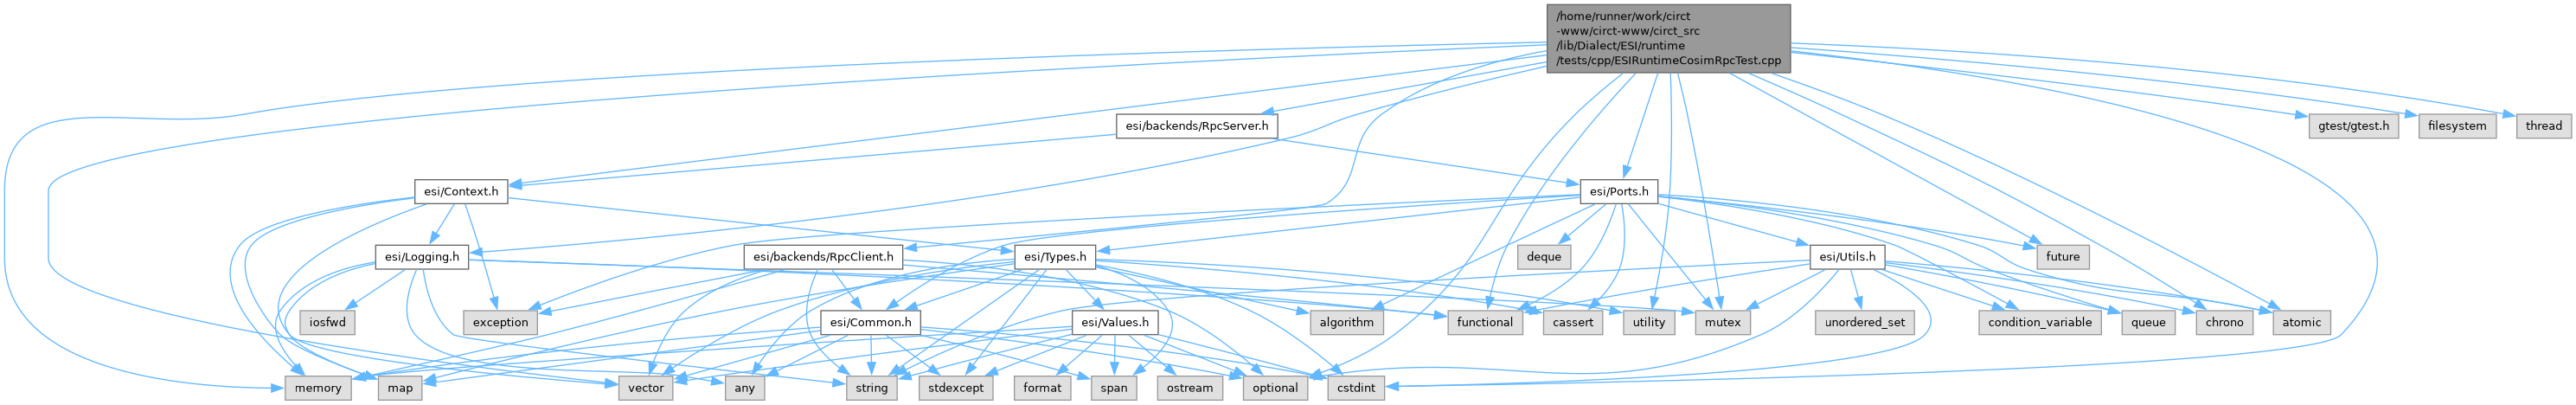 /home/runner/work/circt
-www/circt-www/circt_src
/lib/Dialect/ESI/runtime
/tests/cpp/ESIRuntimeCosimRpcTest.cpp
esi/backends/RpcServer.h
gtest/gtest.h
filesystem
thread
esi/Context.h
esi/Ports.h
esi/Logging.h
esi/backends/RpcClient.h
esi/Types.h
deque
esi/Utils.h
future
iosfwd
exception
esi/Common.h
esi/Values.h
algorithm
functional
cassert
utility
mutex
unordered_set
condition_variable
queue
chrono
atomic
memory
map
vector
any
string
stdexcept
format
span
ostream
optional
cstdint